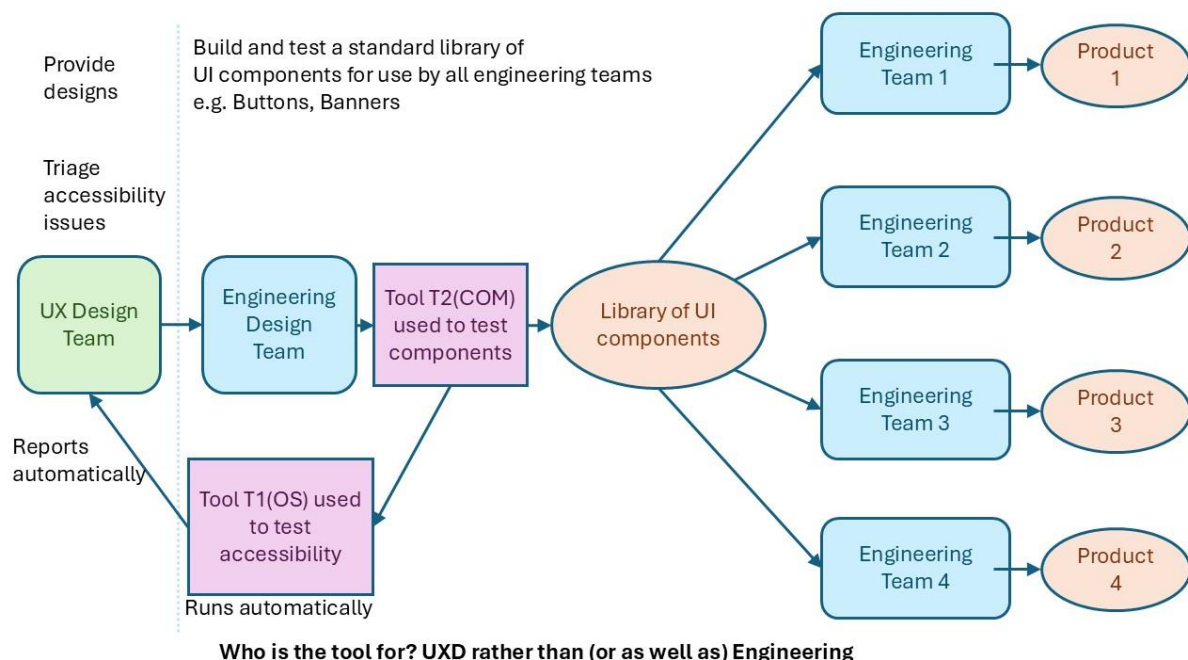 Provide
designs
Build and test a standard library of
UI components for use by all engineering teams
e.g. Buttons, Banners
Triage
accessibility
issues
UX Design
Team
Engineering
Design
Team
Tool T2(COM)
used to test
components
Library of UI
components
Engineering
Team 1
Product
1
Engineering
Team 2
Product
2
Engineering
Team 3
Product
3
Engineering
Team 4
Product
4
Reports
automatically
Tool T1(OS) used
to test
accessibility
Runs automatically
Who is the tool for? UXD rather than (or as well as) Engineering